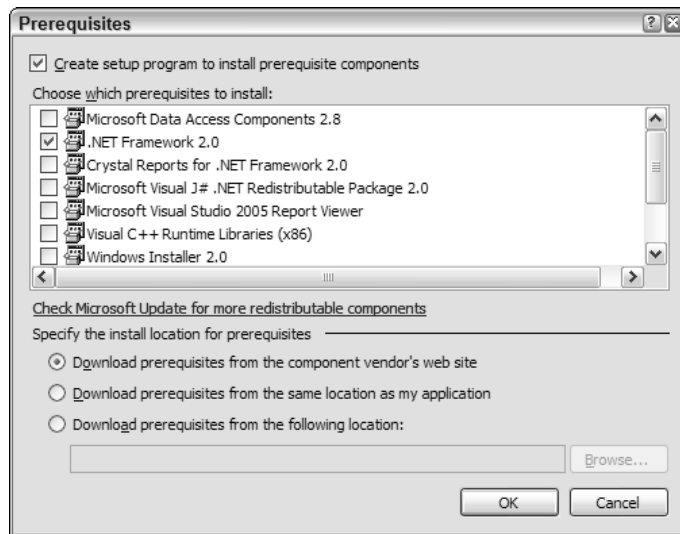 Prerequisites
Create setup program to install prerequisite components
Choose which prerequisites to install:
Microsoft Data Access Components 2.8
.NET Framework 2.0
Crystal Reports for .NET Framework 2.0
Microsoft Visual J# .NET Redistributable Package 2.0
Microsoft Visual Studio 2005 Report Viewer
Visual C++ Runtime Libraries (x86)
Windows Installer 2.0
Check Microsoft Update for more redistributable components
Specify the install location for prerequisites
Download prerequisites from the component vendor's web site
Download prerequisites from the same location as my application
Download prerequisites from the following location:
Browse...
OK Cancel